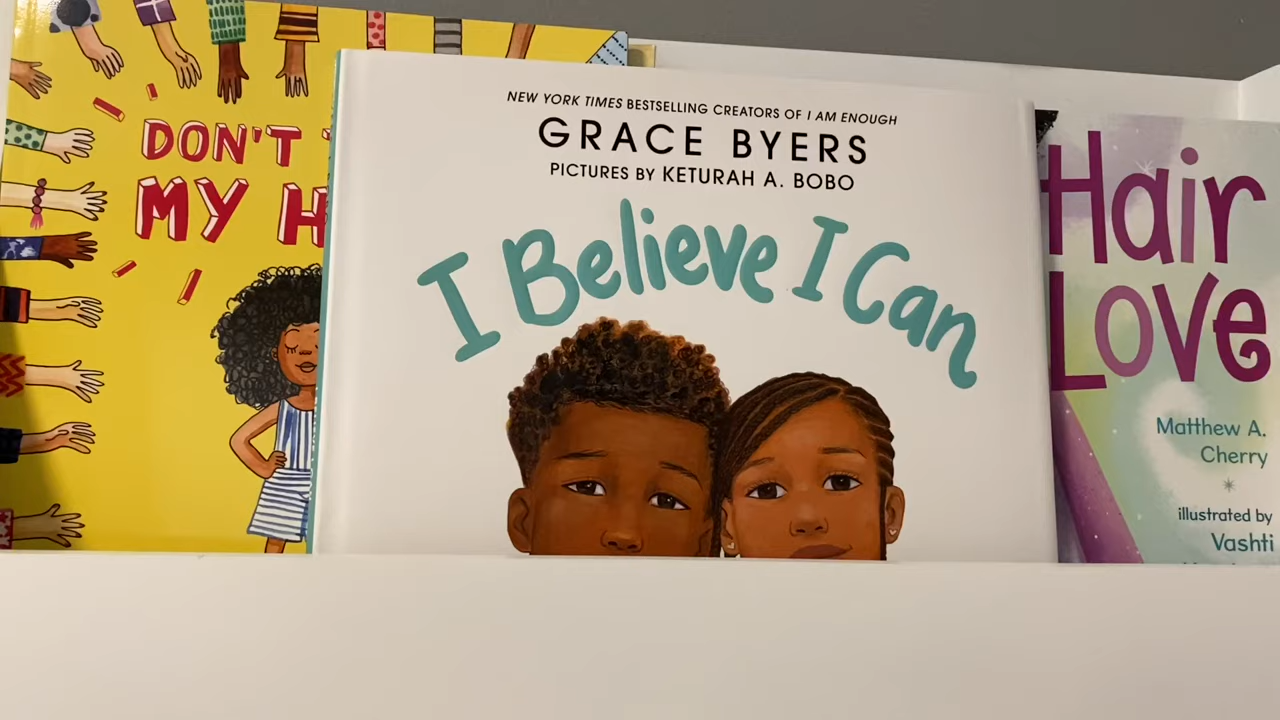 DON'T
MY H
NEW YORK TIMES BESTSELLING CREATORS OF I AM ENOUGH
GRACE BYERS
PICTURES BY KETURAH A. BOBO
I Believe I Can
Hair
Love
Matthew A.
Cherry
illustrated by
Vashti